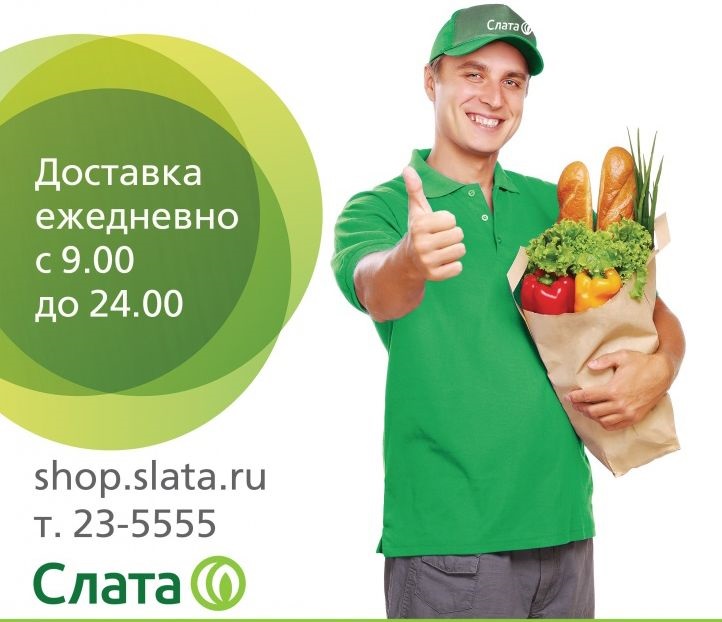 Слата
Доставка
ежедневно
с 9.00
до 24.00
shop.slata.ru
т. 23-5555
Слата